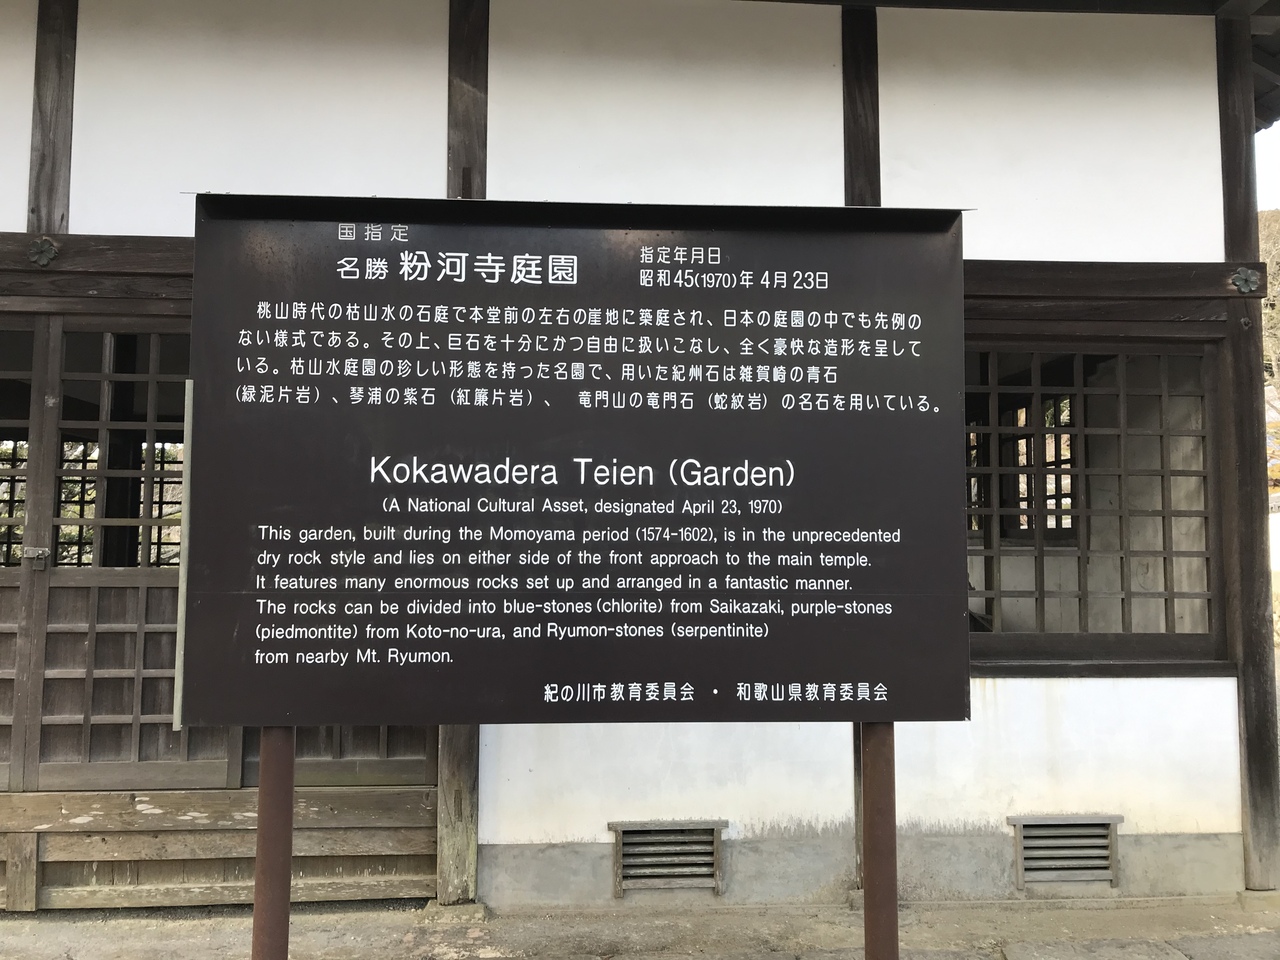 国指定
名勝 粉河寺庭園
指定年月日
昭和45(1970)年 4月 23日
桃山時代の枯山水の石庭で本堂前の左右の崖地に築庭され、日本の庭園の中でも先例の
ない様式である。その上、巨石を十分にかつ自由に扱いこなし、全く豪快な造形を呈して
いる。枯山水庭園の珍しい形態を持った名園で、用いた紀州石は雑賀崎の青石
(緑泥片岩)、琴浦の紫石(紅簾片岩)、 竜門山の竜門石(蛇紋岩)の名石を用いている。
Kokawadera Teien (Garden)
(A National Cultural Asset, designated April 23, 1970)
This garden, built during the Momoyama period (1574-1602), is in the unprecedented
dry rock style and lies on either side of the front approach to the main temple.
It features many enormous rocks set up and arranged in a fantastic manner.
The rocks can be divided into blue-stones (chlorite) from Saikazaki, purple-stones
(piedmontite) from Koto-no-ura, and Ryumon-stones (serpentinite)
from nearby Mt. Ryumon.
紀の川市教育委員会 ・ 和歌山県教育委員会